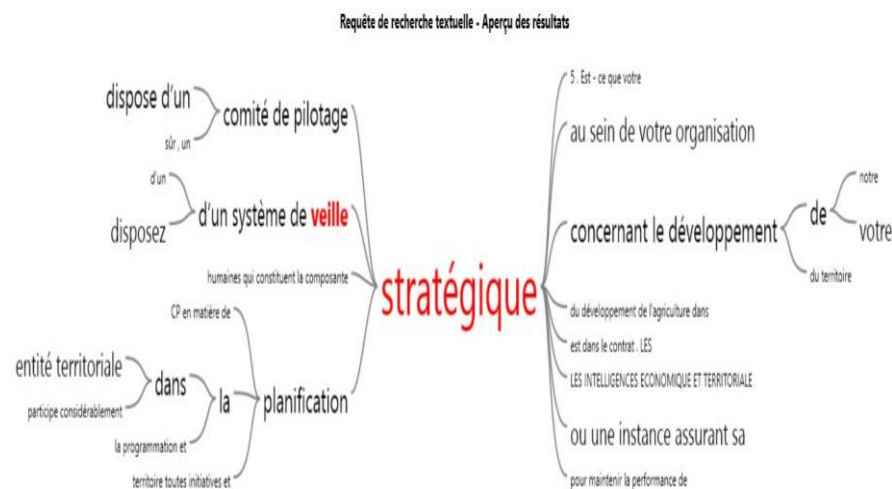 Requête de recherche textuelle - Aperçu des résultats
dispose d'un
sûr , un
comité de pilotage
d'un
disposez
d'un système de veille
humaines qui constituent la composante
CP en matière de
entité territoriale
participe considérablement
dans
la programmation et
la
territoire toutes initiatives et
planification
stratégique
5 . Est - ce que votre
au sein de votre organisation
concernant le développement
de
notre
votre
du territoire
du développement de l'agriculture dans
est dans le contrat . LES
LES INTELLIGENCES ECONOMIQUE ET TERRITORIALE
ou une instance assurant sa
pour maintenir la performance de